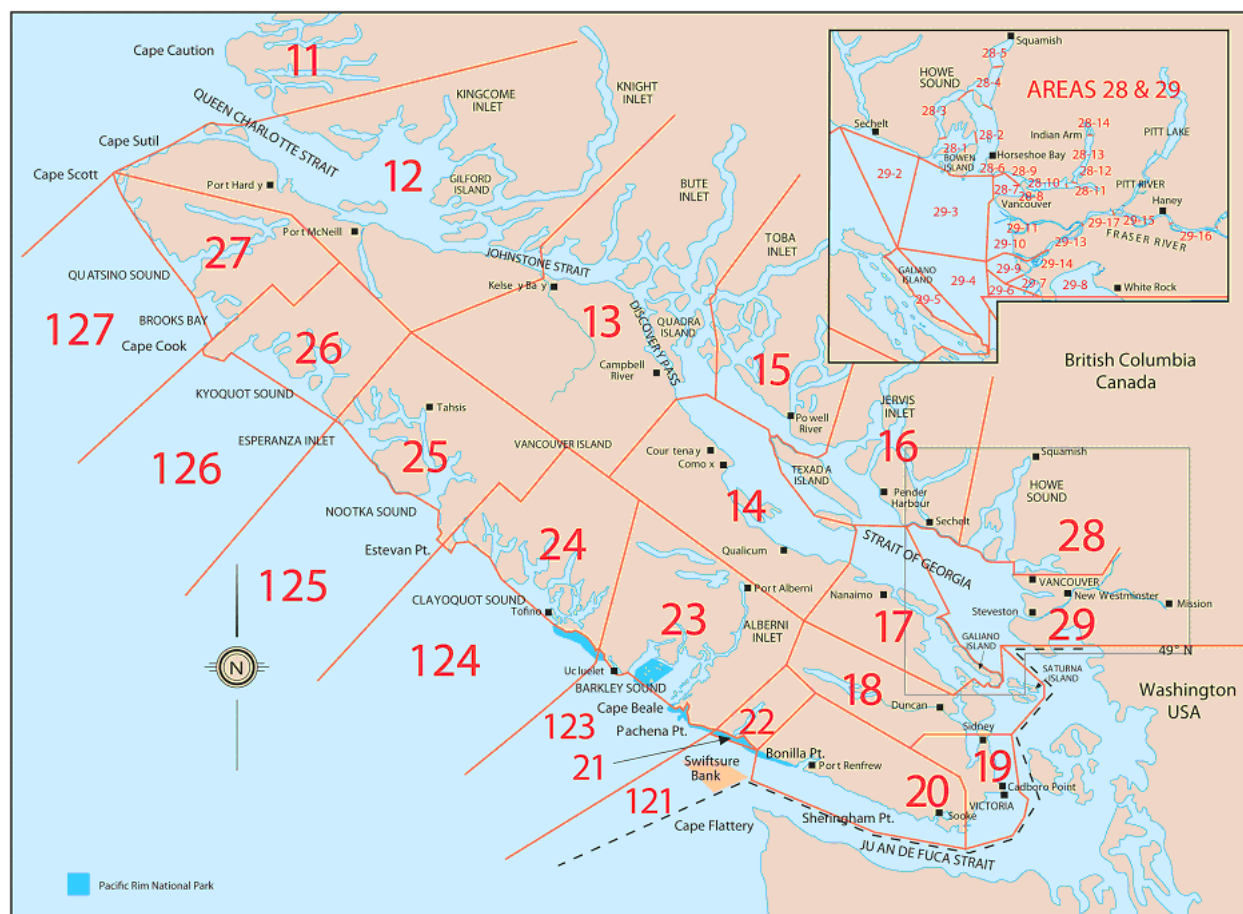 Cape Caution
11
QUEEN CHARLOTTE STRAIT
KINGCOME
INLET
KNIGHT
INLET
Cape Sutil
Cape Scott
12
GILFORD
ISLAND
Port Hard y
BUTE
INLET
27
Port McNeill
JOHNSTONE STRAIT
TOBA
INLET
QUATSINO SOUND
Kelse y Ba y
13
DISCOVERY PASS
QUADRA
ISLAND
127
BROOKS BAY
Cape Cook
26
Campbell
River
15
KYOQUOT SOUND
Tahsis
Po well
River
JERVIS
INLET
ESPERANZA INLET
126
25
VANCOUVER ISLAND
Cour tena y
Como x
TEXAD A
ISLAND
16
Squamish
NOOTKA SOUND
14
Pender
Harbour
HOWE
SOUND
Estevan Pt.
24
Qualicum
Sechelt
STRAIT OF GEORGIA
28
125
CLAYOQUOT SOUND
Tofino
Port Alberni
Nanaimo
VANCOUVER
New Westminster
Steveston
Mission
23
ALBERNI
INLET
17
29
124
GALIANO
ISLAND
49° N
N
Uc luelet
BARKLEY SOUND
18
SATURNA
ISLAND
Cape Beale
Duncan
Washington
USA
123
Pachena Pt.
22
Sidney
21
Bonilla Pt.
Port Renfrew
Swiftsure
Bank
19
121
20
Cadboro Point
VICTORIA
Cape Flattery
Sheringham Pt.
Sooke
JU AN DE FUCA STRAIT
Pacific Rim National Park
British Columbia
Canada
AREAS 28 & 29
Squamish
28-5
HOWE
SOUND
28-4
28-3
Sechelt
28-2
28-14
Indian Arm
PITT LAKE
28-1
BOWEN
ISLAND
Horseshoe Bay
28-13
28-6
28-9
28-12
29-2
28-7
28-10
28-11
PITT RIVER
28-8
Vancouver
Haney
29-3
29-11
29-17
29-15
29-16
FRASER RIVER
29-10
29-13
GALIANO
ISLAND
29-4
29-9
29-14
29-5
29-6
29-7
29-8
White Rock